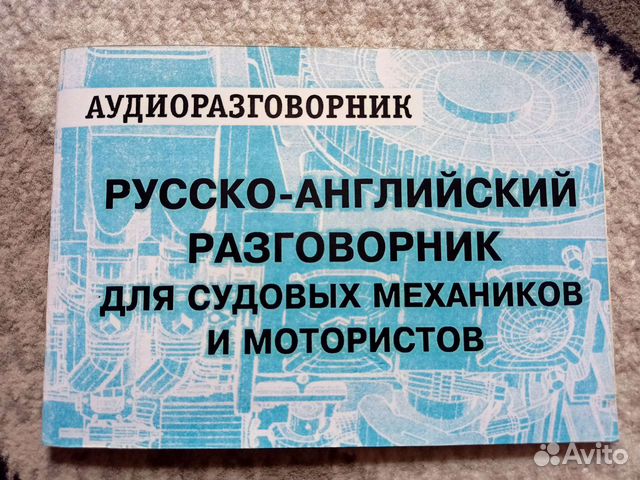 АУДИОРАЗГОВОРНИК
РУССКО-АНГЛИЙСКИЙ
РАЗГОВОРНИК
ДЛЯ СУДОВЫХ МЕХАНИКОВ
И МОТОРИСТОВ
Avito